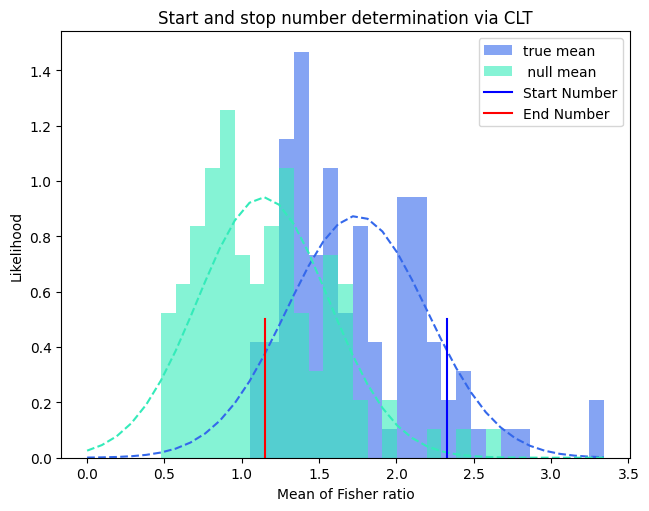 Start and stop number determination via CLT
true mean
null mean
Start Number
End Number
1.4
1.2
1.0
0.8
0.6
0.4
0.2
0.0
Likelihood
0.0 0.5 1.0 1.5 2.0 2.5 3.0 3.5
Mean of Fisher ratio